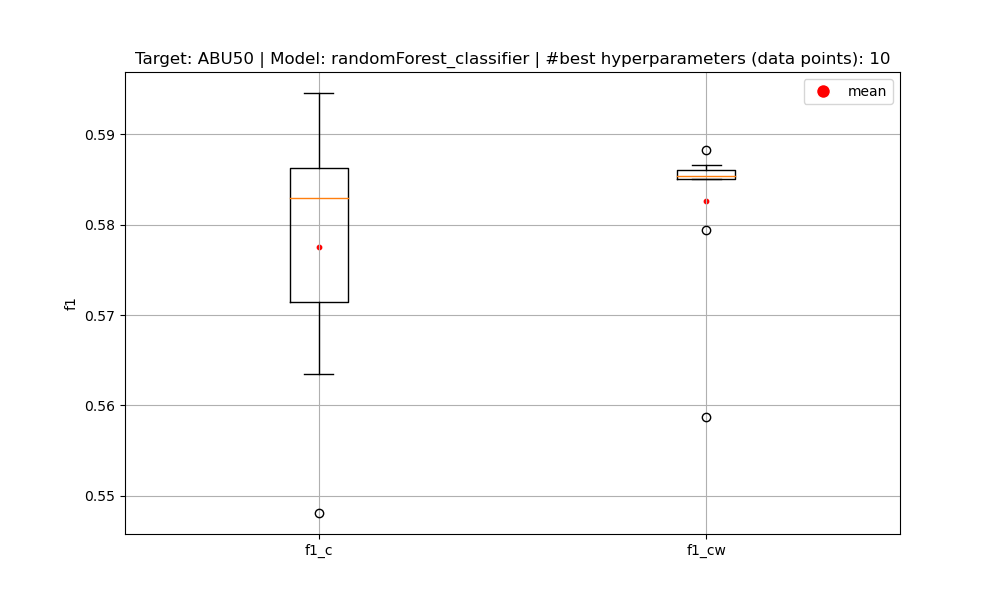 Target: ABU50 | Model: randomForest_classifier | #best hyperparameters (data points): 10
mean
0.59
0.58
0.57
0.56
0.55
f1
f1_c
f1_cw